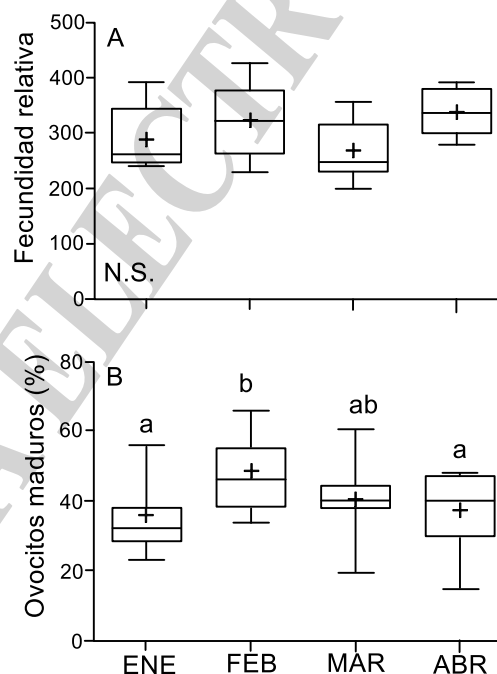 A
500
400
300
200
100
0
Fecundidad relativa
N.S.
B
80
60
40
20
0
Ovocitos maduros (%)
a
b
ab
a
ENE FEB MAR ABR
A ELECTR